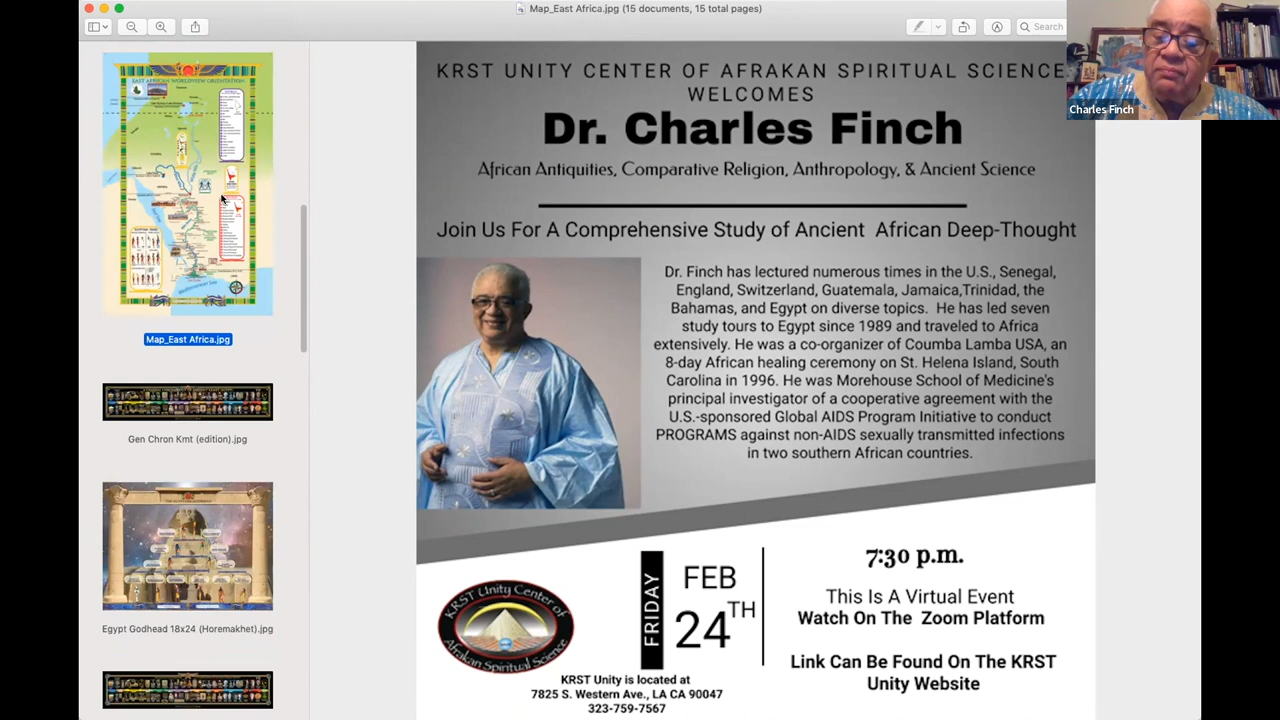 Map_East Africa.jpg (15 documents, 15 total pages)
Search
Charles Finch
EAST AFRICAN WORLDVIEW ORIENTATION
Mediterranean Sea
Map_East Africa.jpg
Gen Chron Kmt (edition).jpg
Egypt Godhead 18x24 (Horemakhet).jpg
KRST UNITY CENTER OF AFRAKAN SPIRITUAL SCIENCE
WELCOMES
Dr. Charles Finch
African Antiquities, Comparative Religion, Anthropology, & Ancient Science
Join Us For A Comprehensive Study of Ancient African Deep-Thought
Dr. Finch has lectured numerous times in the U.S., Senegal,
England, Switzerland, Guatemala, Jamaica,Trinidad, the
Bahamas, and Egypt on diverse topics. He has led seven
study tours to Egypt since 1989 and traveled to Africa
extensively. He was a co-organizer of Coumba Lamba USA, an
8-day African healing ceremony on St. Helena Island, South
Carolina in 1996. He was Morehouse School of Medicine's
principal investigator of a cooperative agreement with the
U.S.-sponsored Global AIDS Program Initiative to conduct
PROGRAMS against non-AIDS sexually transmitted infections
in two southern African countries.
KRST Unity Center of
Afrakan Spiritual Science
KRST Unity is located at
7825 S. Western Ave., LA CA 90047
323-759-7567
FRIDAY
FEB
24TH
7:30 p.m.
This Is A Virtual Event
Watch On The Zoom Platform
Link Can Be Found On The KRST
Unity Website